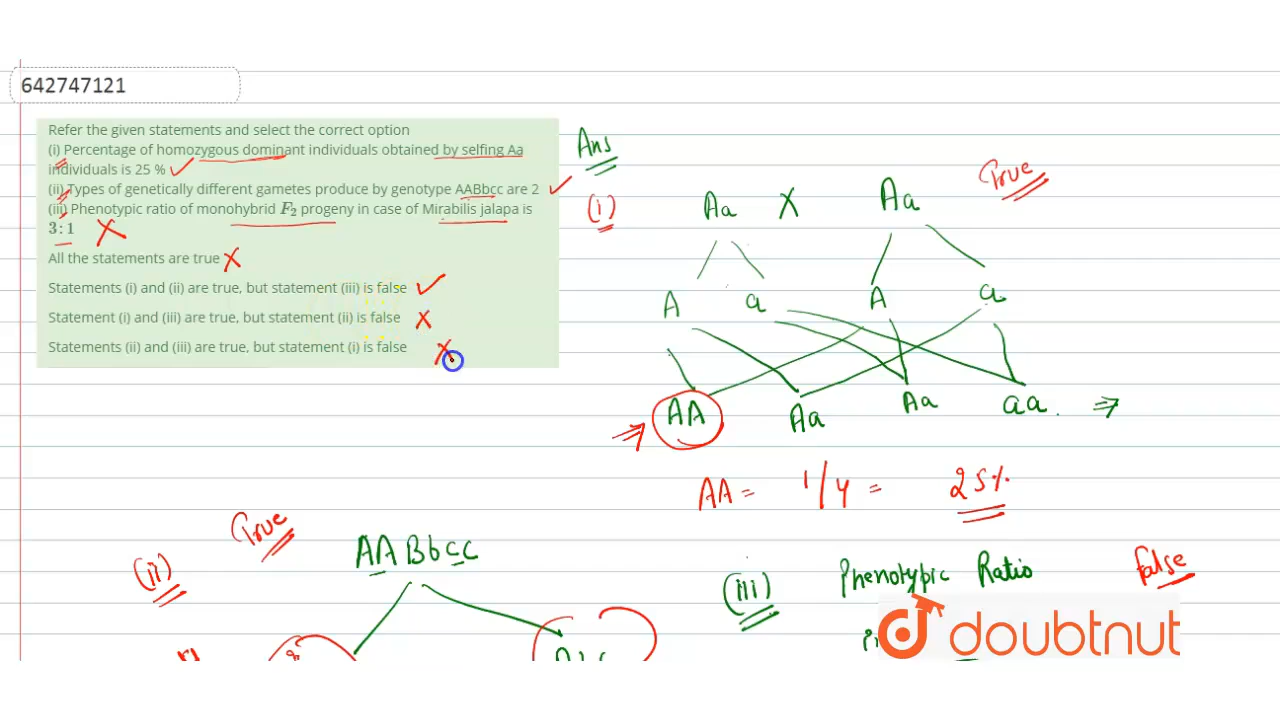 642747121
Refer the given statements and select the correct option
(i) Percentage of homozygous dominant individuals obtained by selfing Aa
individuals is 25 %
(ii) Types of genetically different gametes produce by genotype AABbcc are 2
(iii) Phenotypic ratio of monohybrid F2 progeny in case of Mirabilis jalapa is
3 : 1
All the statements are true
Statements (i) and (ii) are true, but statement (iii) is false
Statement (i) and (iii) are true, but statement (ii) is false
Statements (ii) and (iii) are true, but statement (i) is false
Ans
(i)
Aa X Aa
True
A a A a
AA Aa Aa aa
AA = 1/4 = 25%
(ii)
True
AABbcc
(iii) Phenotypic Ratio
false
doubtnut